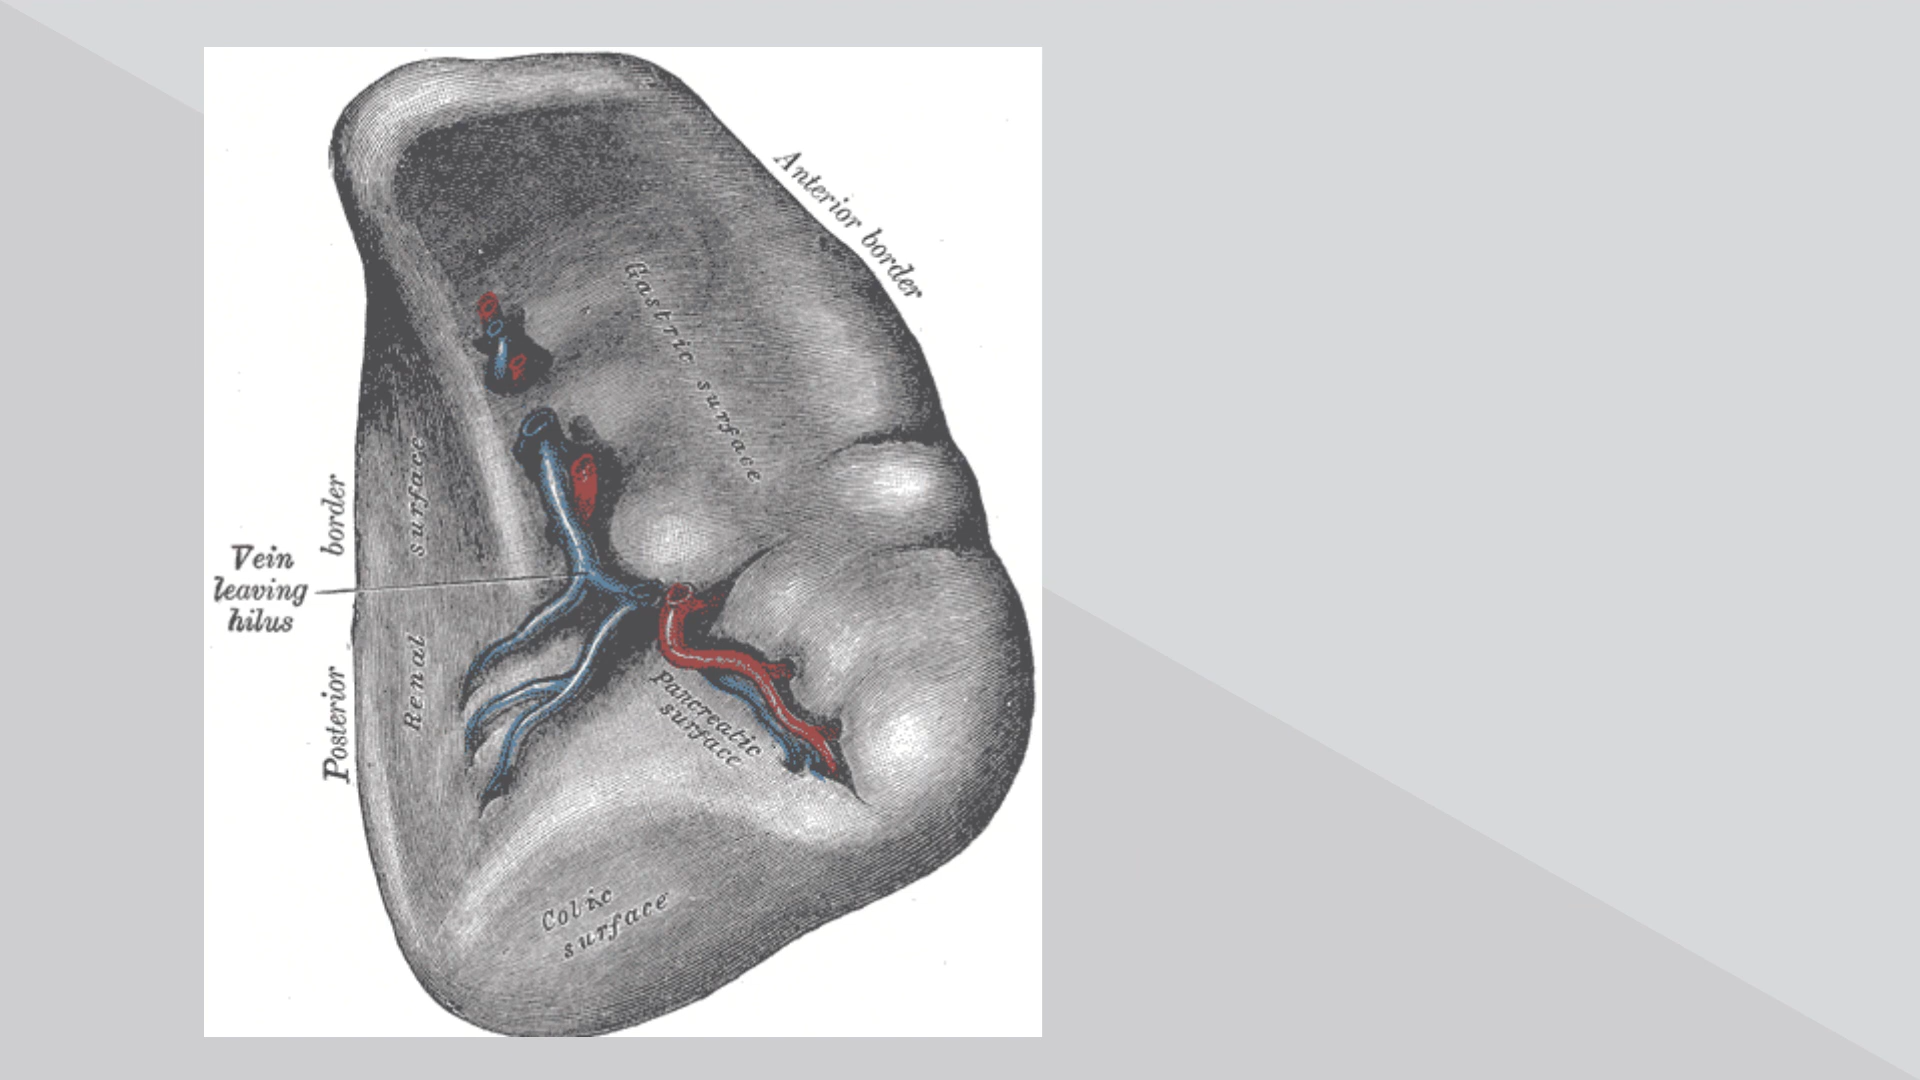 Anterior border
Gastric surface
Posterior border
Renal surface
Vein
leaving
hilus
Pancreatic
surface
Colic
surface